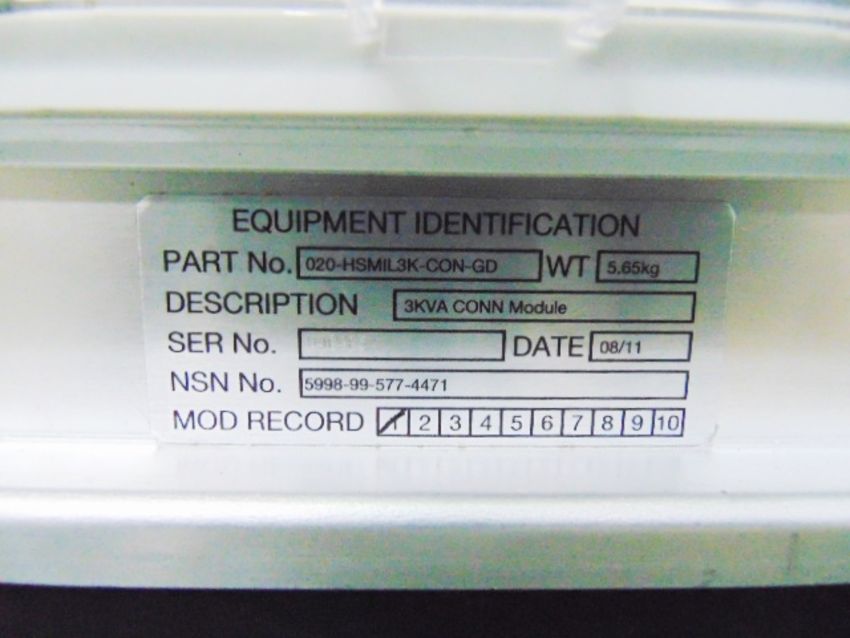 EQUIPMENT IDENTIFICATION
PART No. 020-HSMIL3K-CON-GD WT 5.65kg
DESCRIPTION 3KVA CONN Module
SER No. DATE 08/11
NSN No. 5998-99-577-4471
MOD RECORD 1 2 3 4 5 6 7 8 9 10